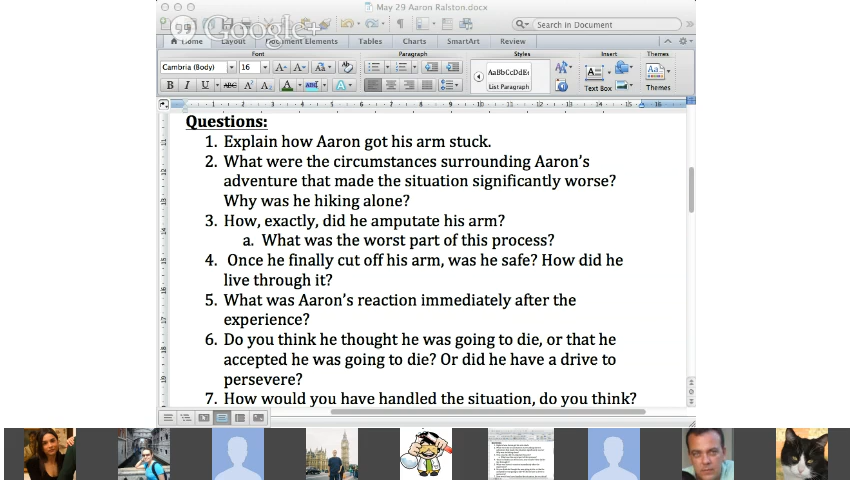 May 29 Aaron Ralston.docx
Google+
Search in Document
Home Layout Document Elements Tables Charts SmartArt Review
Font Paragraph Styles Insert Themes
Cambria (Body) 16
AaBbCcDdEe
List Paragraph
Text Box
Themes
B I U ABC
Questions:
1. Explain how Aaron got his arm stuck.
2. What were the circumstances surrounding Aaron's
adventure that made the situation significantly worse?
Why was he hiking alone?
3. How, exactly, did he amputate his arm?
a. What was the worst part of this process?
4. Once he finally cut off his arm, was he safe? How did he
live through it?
5. What was Aaron's reaction immediately after the
experience?
6. Do you think he thought he was going to die, or that he
accepted he was going to die? Or did he have a drive to
persevere?
7. How would you have handled the situation, do you think?